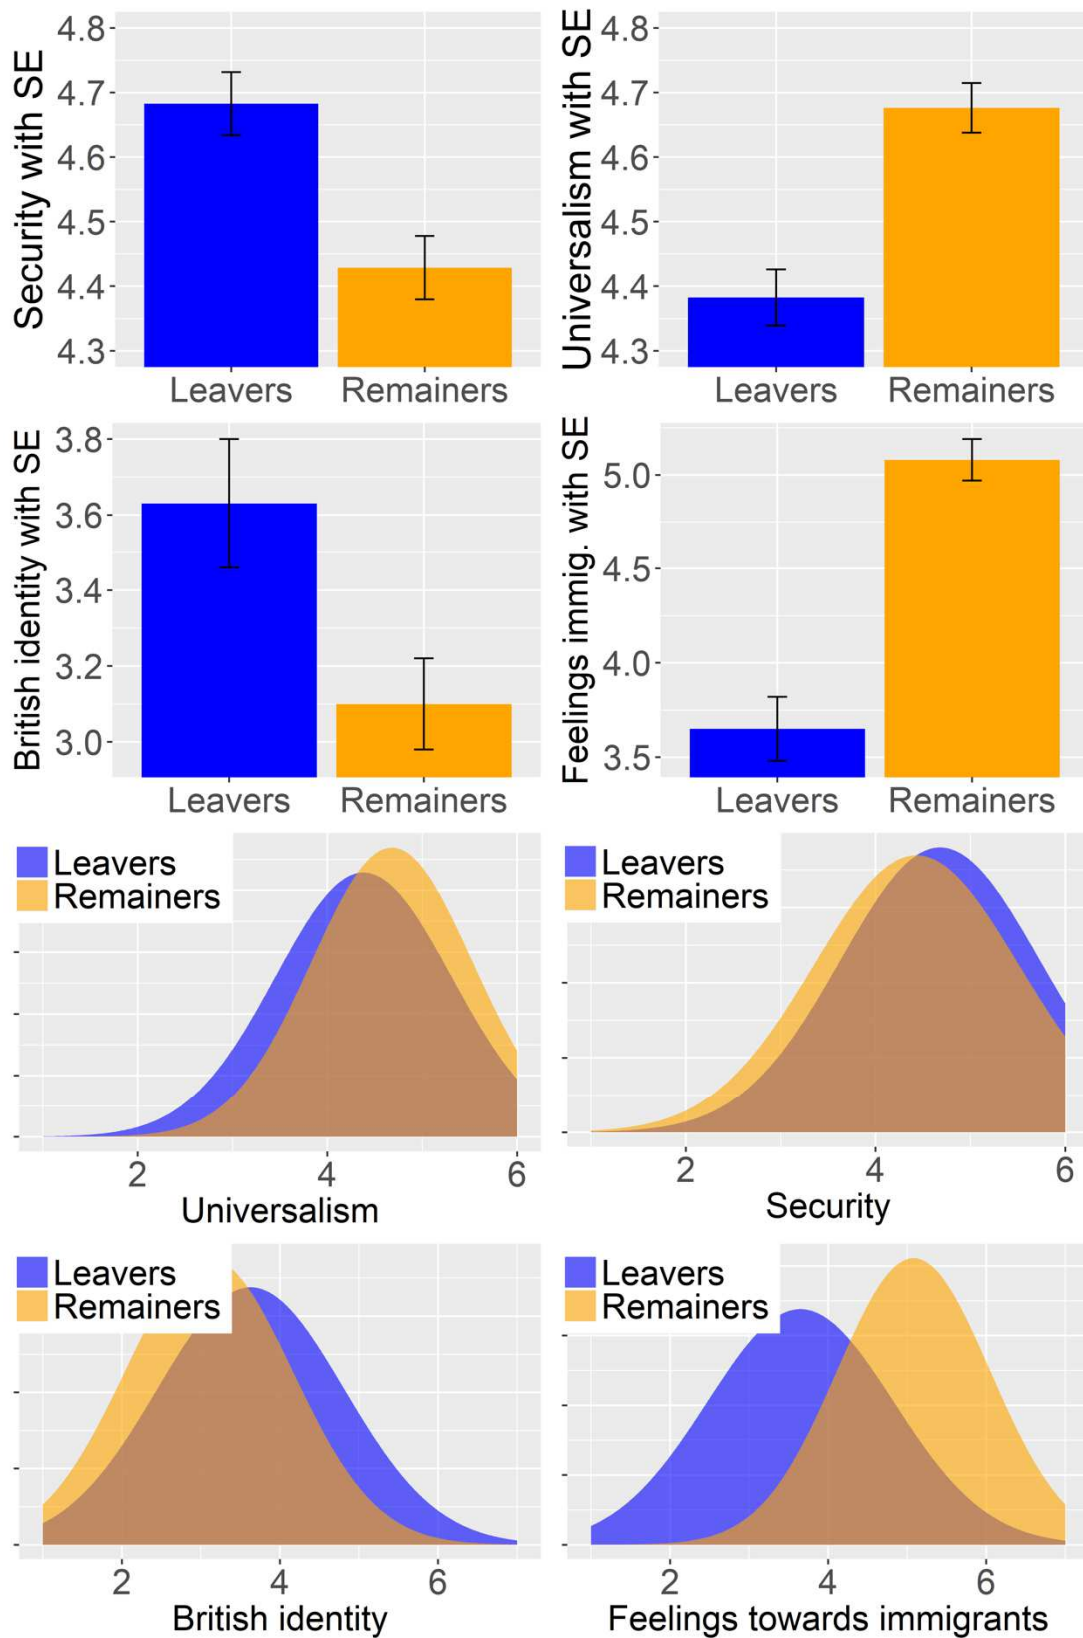 Security with SE
4.8
4.7
4.6
4.5
4.4
4.3
Leavers Remainers
Universalism with SE
4.8
4.7
4.6
4.5
4.4
4.3
Leavers Remainers
British identity with SE
3.8
3.6
3.4
3.2
3.0
Leavers Remainers
Feelings immig. with SE
5.0
4.5
4.0
3.5
Leavers Remainers
Leavers
Remainers
2 4 6
Universalism
Leavers
Remainers
2 4 6
Security
Leavers
Remainers
2 4 6
British identity
Leavers
Remainers
2 4 6
Feelings towards immigrants